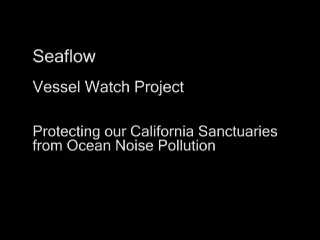 Seaflow
Vessel Watch Project
Protecting our California Sanctuaries
from Ocean Noise Pollution